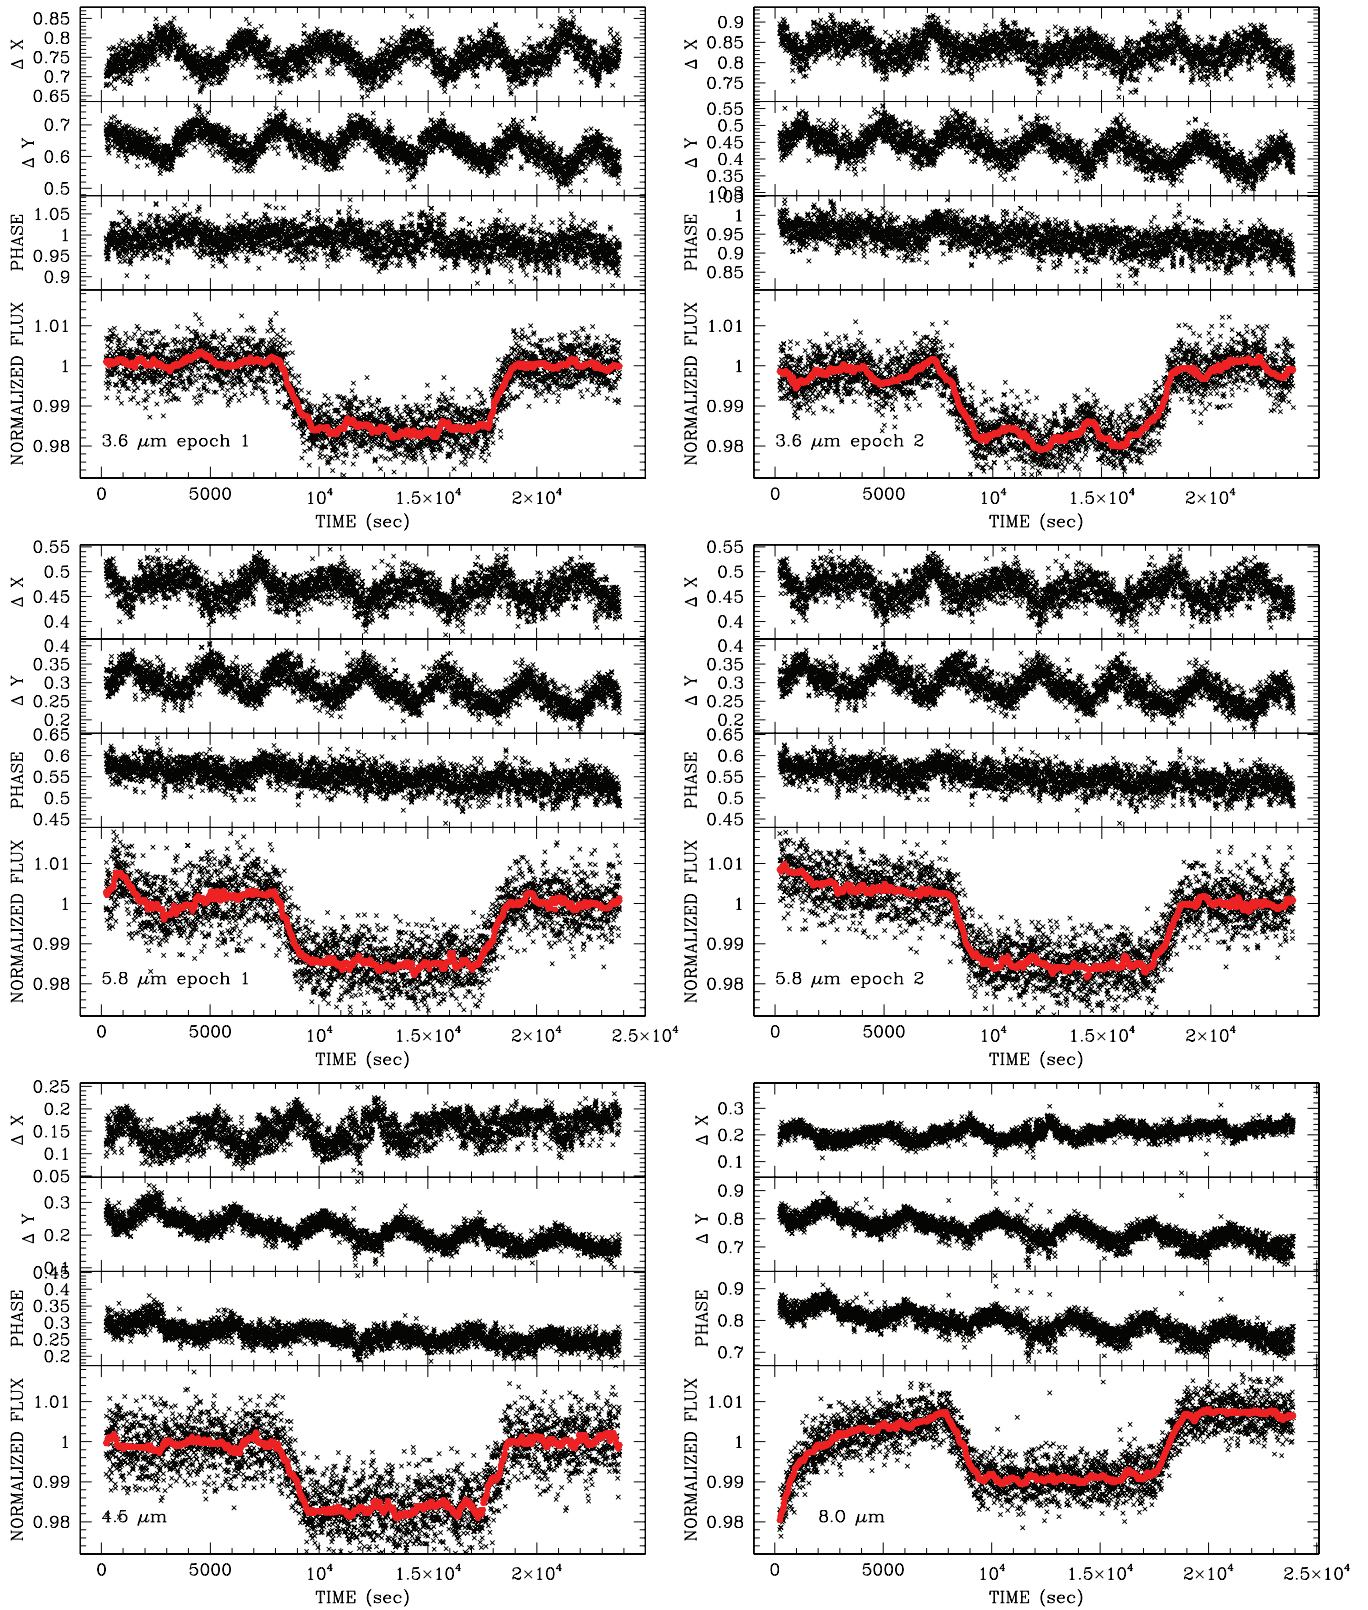 0.85 0.8 0.75 0.7 0.65 Δ X
0.7 0.6 0.5 Δ Y
1.05 1 0.95 0.9 PHASE
1.01 1 0.99 0.98 NORMALIZED FLUX
3.6 μm epoch 1
0 5000 10⁴ 1.5×10⁴ 2×10⁴
TIME (sec)
0.9 0.85 0.8 0.75 Δ X
0.55 0.5 0.45 0.4 0.35 0.3 Δ Y
1.05 1 0.95 0.9 0.85 PHASE
1.01 1 0.99 0.98 NORMALIZED FLUX
3.6 μm epoch 2
0 5000 10⁴ 1.5×10⁴ 2×10⁴
TIME (sec)
0.55 0.5 0.45 0.4 Δ X
0.4 0.35 0.3 0.25 0.2 Δ Y
0.65 0.6 0.55 0.5 0.45 PHASE
1.01 1 0.99 0.98 NORMALIZED FLUX
5.8 μm epoch 1
0 5000 10⁴ 1.5×10⁴ 2×10⁴ 2.5×10⁴
TIME (sec)
0.55 0.5 0.45 0.4 Δ X
0.4 0.35 0.3 0.25 0.2 Δ Y
0.65 0.6 0.55 0.5 0.45 PHASE
1.01 1 0.99 0.98 NORMALIZED FLUX
5.8 μm epoch 2
0 5000 10⁴ 1.5×10⁴ 2×10⁴
TIME (sec)
0.25 0.2 0.15 0.1 0.05 Δ X
0.3 0.2 0.1 Δ Y
0.45 0.4 0.35 0.3 0.25 0.2 PHASE
1.01 1 0.99 0.98 NORMALIZED FLUX
4.5 μm
0 5000 10⁴ 1.5×10⁴ 2×10⁴
TIME (sec)
0.3 0.2 0.1 Δ X
0.9 0.8 0.7 Δ Y
0.9 0.8 0.7 PHASE
1.01 1 0.99 0.98 NORMALIZED FLUX
8.0 μm
0 5000 10⁴ 1.5×10⁴ 2×10⁴ 2.5×10⁴
TIME (sec)